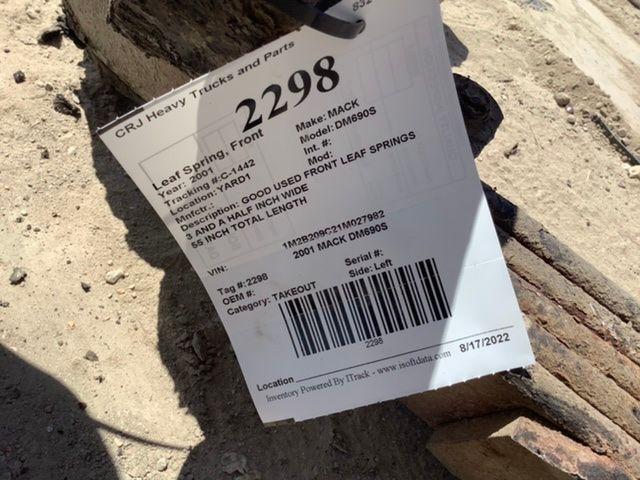 832
CRJ Heavy Trucks and Parts
2298
Leaf Spring, Front
Year: 2001 Make: MACK
Tracking #:C-1442 Model: DM690S
Location: YARD1 Int. #:
Mnfctr.: Mod:
Description: GOOD USED FRONT LEAF SPRINGS
3 AND A HALF INCH WIDE
55 INCH TOTAL LENGTH
VIN: 1M2B209C21M027982
2001 MACK DM690S
Tag #: 2298 Serial #:
OEM #: Side: Left
Category: TAKEOUT
2298
Location
Inventory Powered By ITrack - www.isoftdata.com 8/17/2022